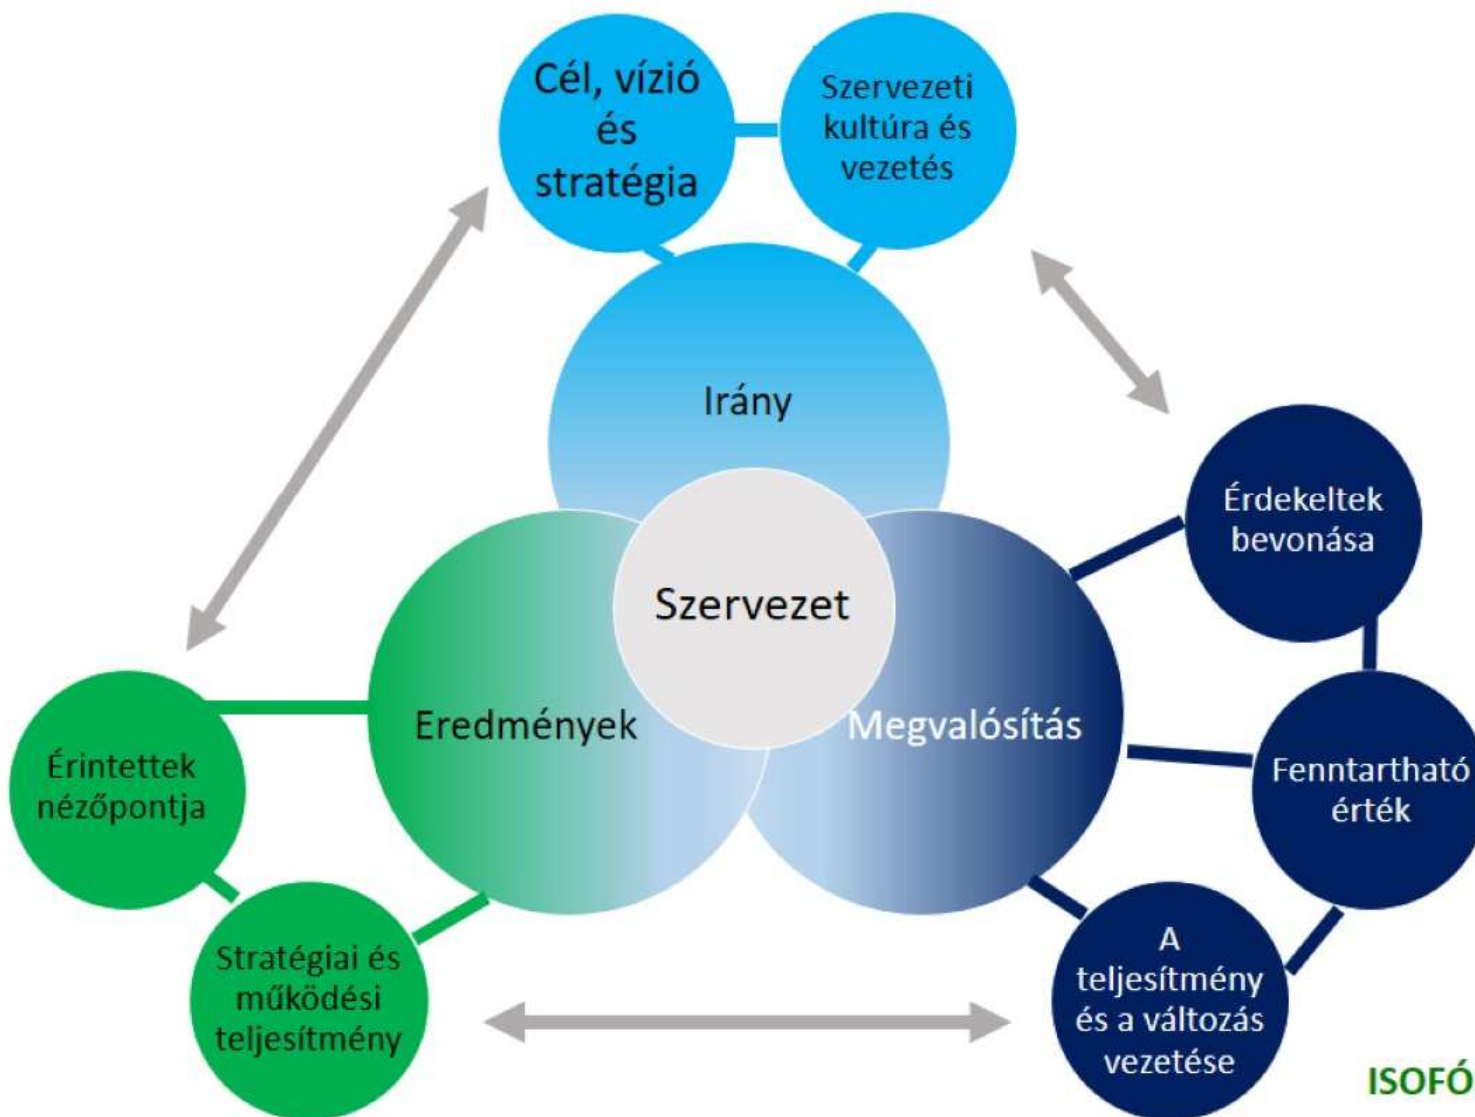 Cél, vízió
és
stratégia
Szervezeti
kultúra és
vezetés
Irány
Érdekeltek
bevonása
Szervezet
Eredmények
Megvalósítás
Érintettek
nézőpontja
Fenntartható
érték
Stratégiai és
működési
teljesítmény
A
teljesítmény
és a változás
vezetése
ISOFÓ